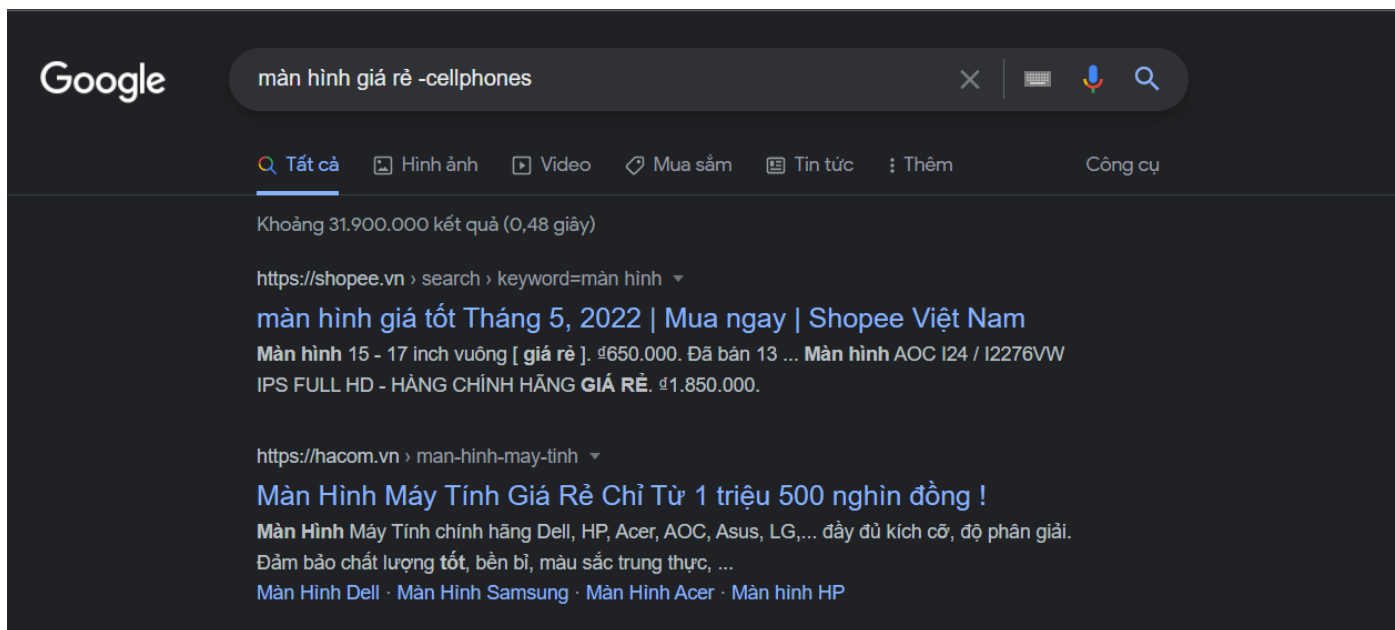 Google
màn hình giá rẻ -cellphones
Tất cả Hình ảnh Video Mua sắm Tin tức Thêm Công cụ
Khoảng 31.900.000 kết quả (0,48 giây)
https://shopee.vn › search › keyword=màn hình
màn hình giá tốt Tháng 5, 2022 | Mua ngay | Shopee Việt Nam
Màn hình 15 - 17 inch vuông [ giá rẻ ]. ₫650.000. Đã bán 13 ... Màn hình AOC I24 / I2276VW
IPS FULL HD - HÀNG CHÍNH HÃNG GIÁ RẺ. ₫1.850.000.
https://hacom.vn › man-hinh-may-tinh
Màn Hình Máy Tính Giá Rẻ Chỉ Từ 1 triệu 500 nghìn đồng !
Màn Hình Máy Tính chính hãng Dell, HP, Acer, AOC, Asus, LG,... đầy đủ kích cỡ, độ phân giải.
Đảm bảo chất lượng tốt, bền bỉ, màu sắc trung thực, ...
Màn Hình Dell · Màn Hình Samsung · Màn Hình Acer · Màn hình HP